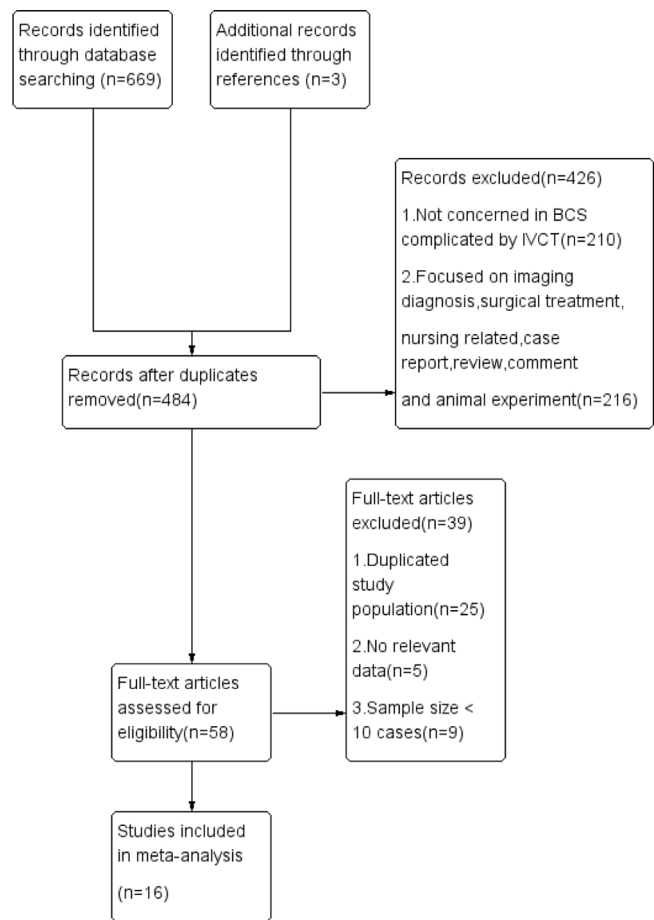 Records identified
through database
searching (n=669)
Additional records
identified through
references (n=3)
Records excluded(n=426)
1.Not concerned in BCS
complicated by IVCT(n=210)
2.Focused on imaging
diagnosis,surgical treatment,
nursing related,case
report,review,comment
and animal experiment(n=216)
Records after duplicates
removed(n=484)
Full-text articles
excluded(n=39)
1.Duplicated
study
population(n=25)
2.No relevant
data(n=5)
3.Sample size <
10 cases(n=9)
Full-text articles
assessed for
eligibility(n=58)
Studies included
in meta-analysis
(n=16)